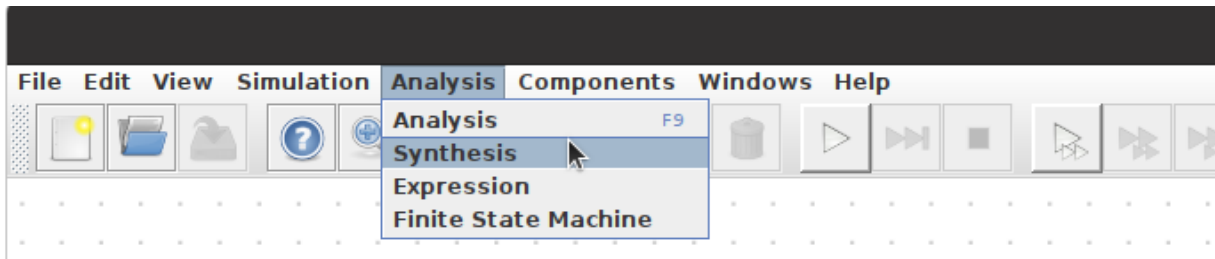 File Edit View Simulation Analysis Components Windows Help
Analysis F9
Synthesis
Expression
Finite State Machine